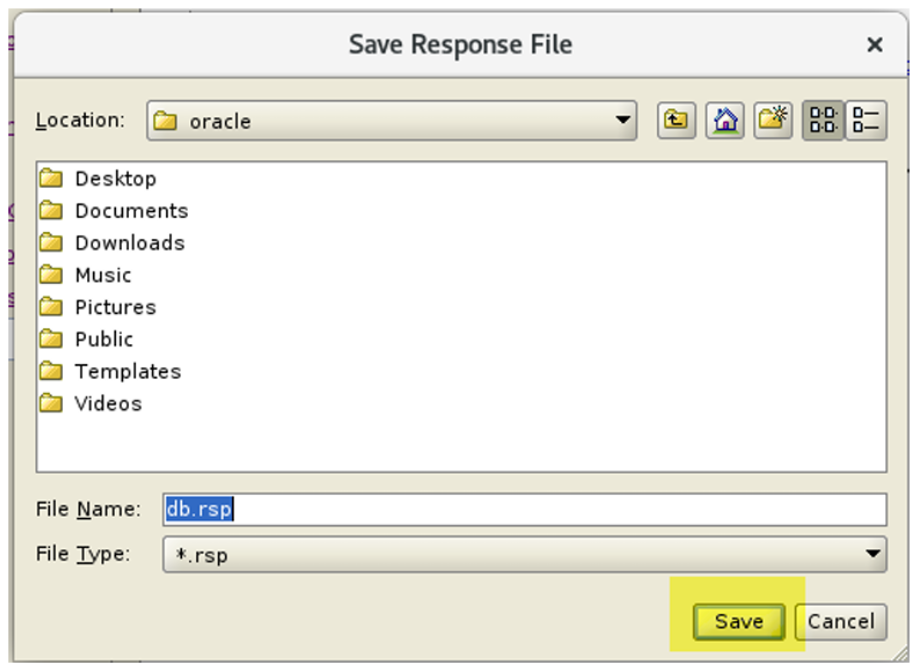 Save Response File
Location: oracle
Desktop
Documents
Downloads
Music
Pictures
Public
Templates
Videos
File Name: db.rsp
File Type: *.rsp
Save Cancel